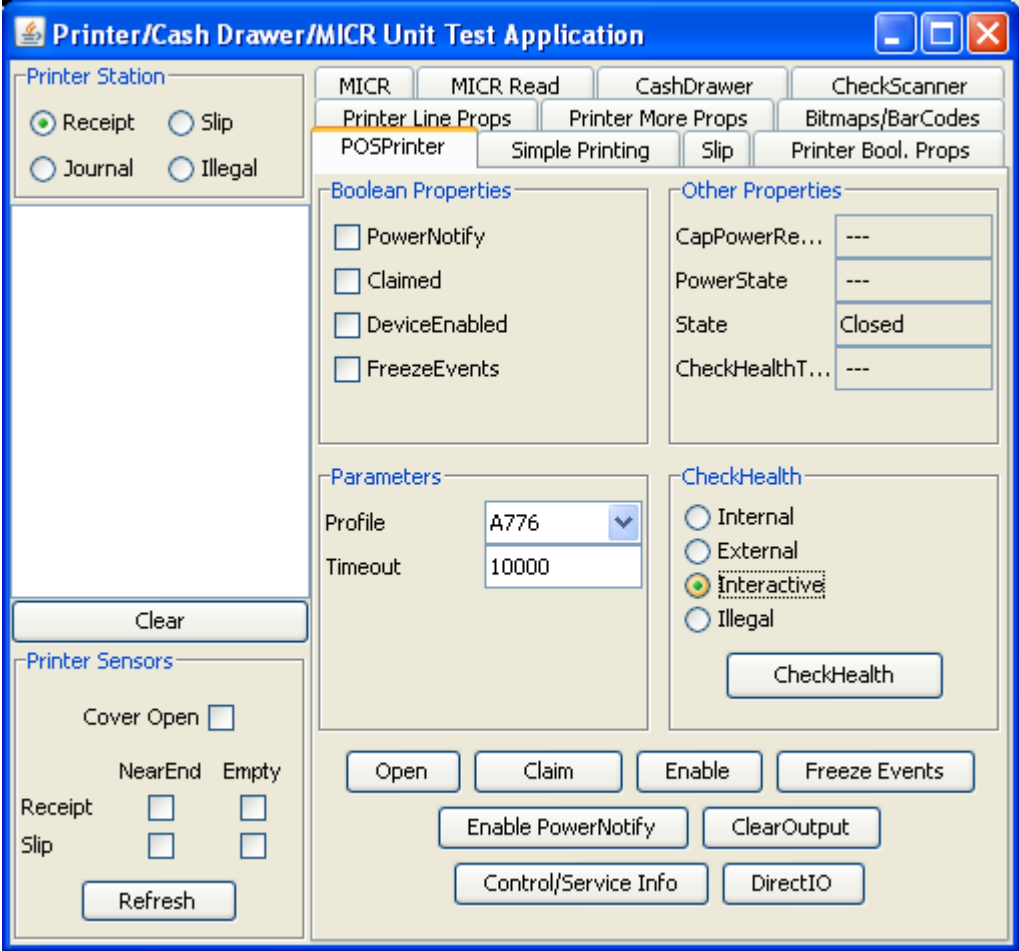 Printer/Cash Drawer/MICR Unit Test Application
Printer Station
Receipt Slip
Journal Illegal
Clear
Printer Sensors
Cover Open
NearEnd Empty
Receipt
Slip
Refresh
MICR MICR Read CashDrawer CheckScanner
Printer Line Props Printer More Props Bitmaps/BarCodes
POSPrinter Simple Printing Slip Printer Bool. Props
Boolean Properties
PowerNotify
Claimed
DeviceEnabled
FreezeEvents
Other Properties
CapPowerRe... ---
PowerState ---
State Closed
CheckHealthT... ---
Parameters
Profile A776
Timeout 10000
CheckHealth
Internal
External
Interactive
Illegal
CheckHealth
Open Claim Enable Freeze Events
Enable PowerNotify ClearOutput
Control/Service Info DirectIO